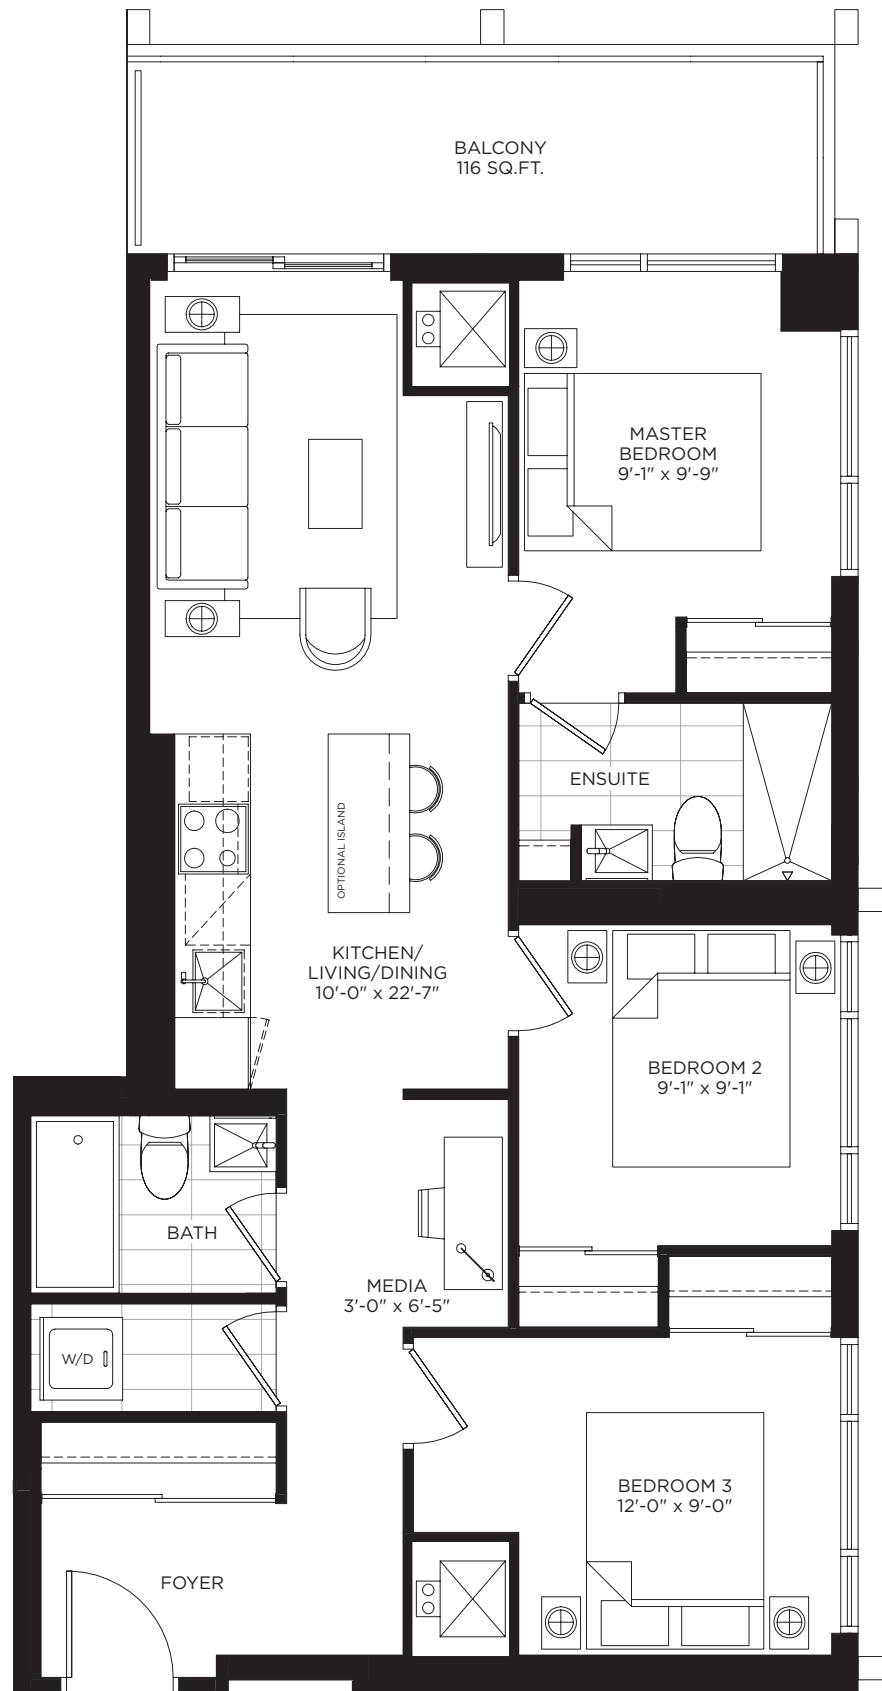 BALCONY
116 SQ.FT.
MASTER
BEDROOM
9'-1" x 9'-9"
ENSUITE
OPTIONAL ISLAND
KITCHEN/
LIVING/DINING
10'-0" x 22'-7"
BEDROOM 2
9'-1" x 9'-1"
BATH
MEDIA
3'-0" x 6'-5"
W/D
BEDROOM 3
12'-0" x 9'-0"
FOYER